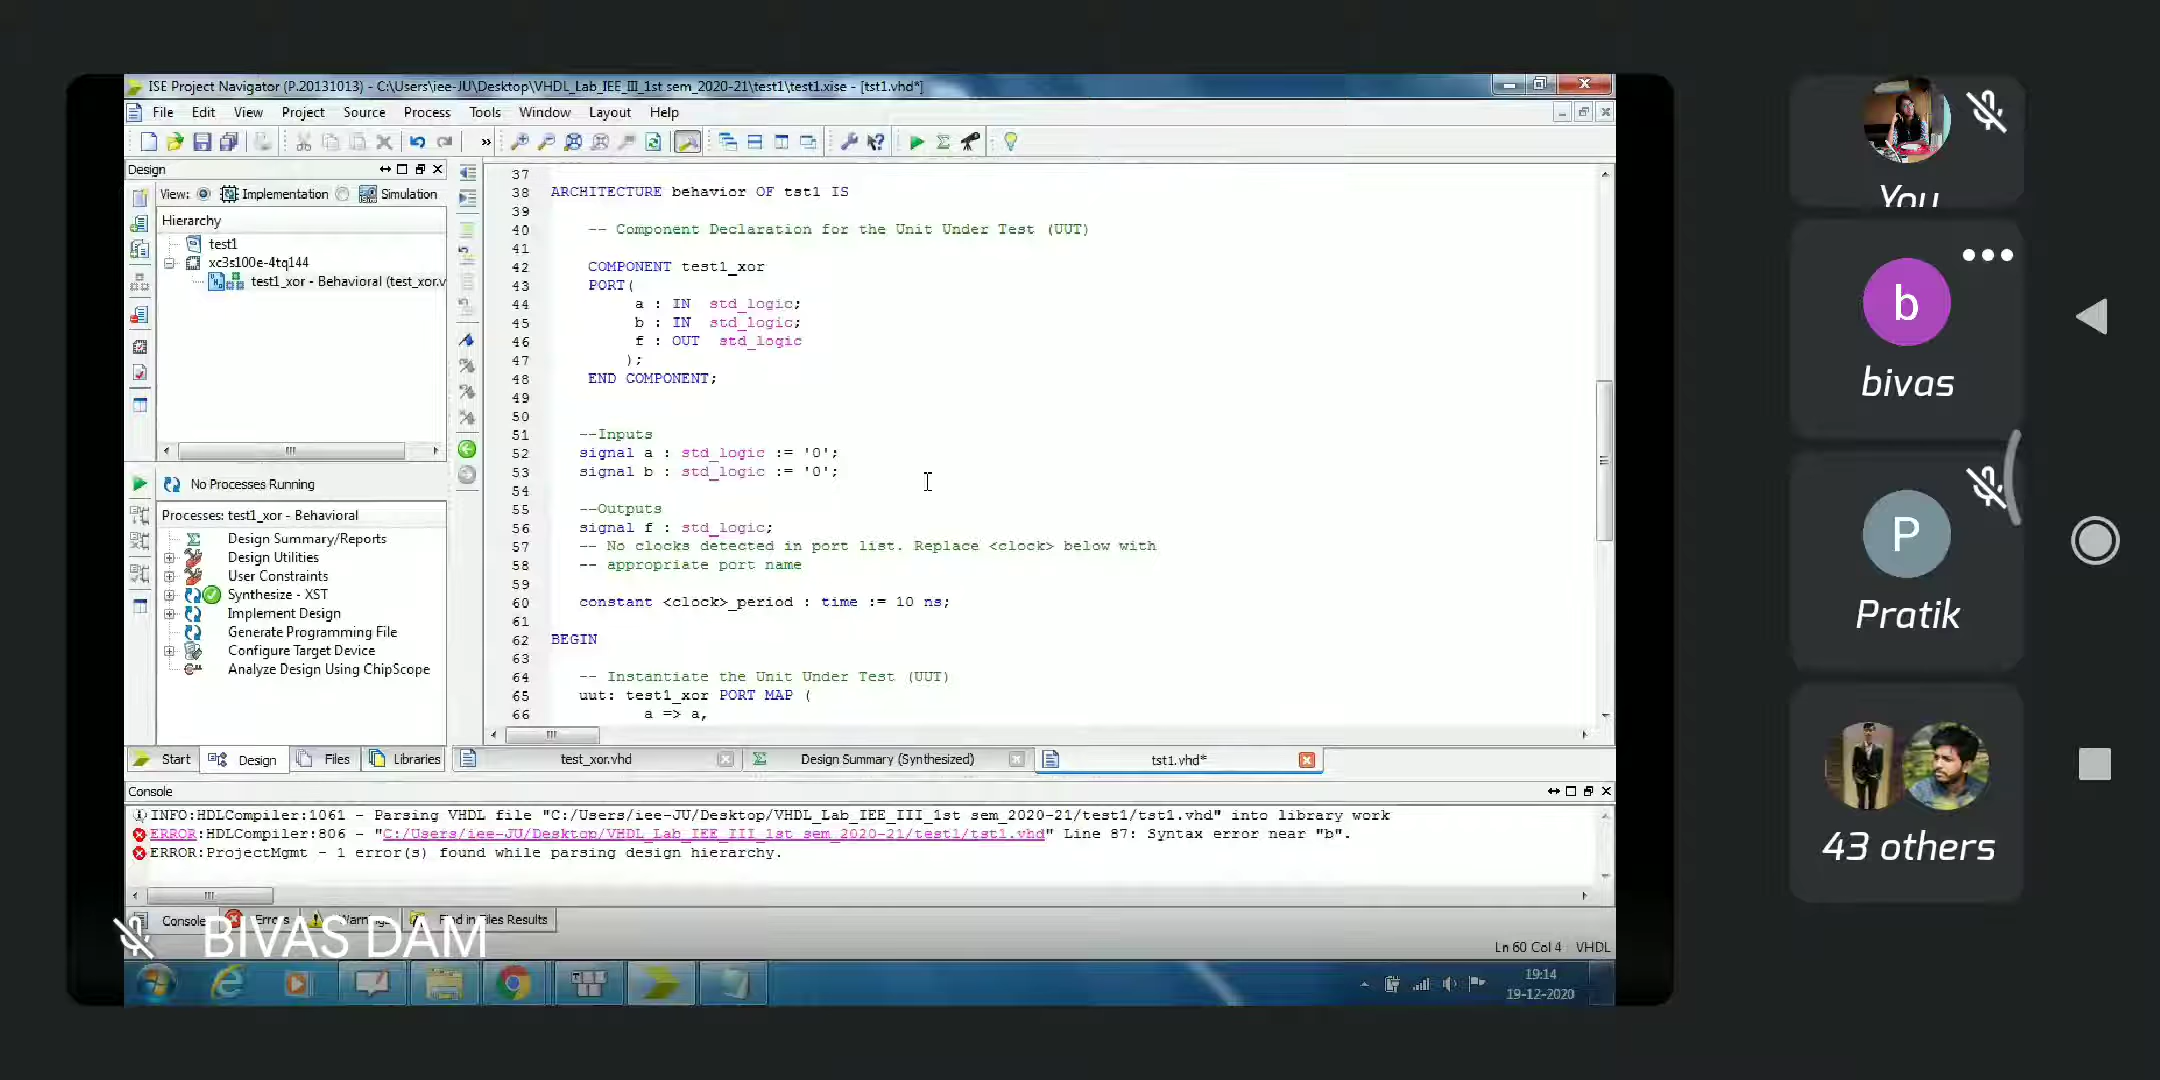 ISE Project Navigator (P.20131013) - C:\Users\iee-JU\Desktop\VHDL_Lab_IEE_III_1st sem_2020-21\test1\test1.xise - [tst1.vhd*]
File Edit View Project Source Process Tools Window Layout Help
»
Design
View: Implementation Simulation
Hierarchy
test1
xc3s100e-4tq144
test1_xor - Behavioral (test_xor.v
No Processes Running
Processes: test1_xor - Behavioral
Design Summary/Reports
Design Utilities
User Constraints
Synthesize - XST
Implement Design
Generate Programming File
Configure Target Device
Analyze Design Using ChipScope
Start Design Files Libraries
37
38 ARCHITECTURE behavior OF tst1 IS
39
40 -- Component Declaration for the Unit Under Test (UUT)
41
42 COMPONENT test1_xor
43 PORT(
44 a : IN std_logic;
45 b : IN std_logic;
46 f : OUT std_logic
47 );
48 END COMPONENT;
49
50
51 --Inputs
52 signal a : std_logic := '0';
53 signal b : std_logic := '0';
54
55 --Outputs
56 signal f : std_logic;
57 -- No clocks detected in port list. Replace <clock> below with
58 -- appropriate port name
59
60 constant <clock>_period : time := 10 ns;
61
62 BEGIN
63
64 -- Instantiate the Unit Under Test (UUT)
65 uut: test1_xor PORT MAP (
66 a => a,
test_xor.vhd Design Summary (Synthesized) tst1.vhd*
Console
INFO:HDLCompiler:1061 - Parsing VHDL file "C:/Users/iee-JU/Desktop/VHDL_Lab_IEE_III_1st sem_2020-21/test1/tst1.vhd" into library work
ERROR:HDLCompiler:806 - "C:/Users/iee-JU/Desktop/VHDL_Lab_IEE_III_1st sem_2020-21/test1/tst1.vhd" Line 87: Syntax error near "b".
ERROR:ProjectMgmt - 1 error(s) found while parsing design hierarchy.
Console Errors Warnings Find in Files Results
BIVAS DAM
Ln 60 Col 4 VHDL
19:14
19-12-2020
You
b
bivas
P
Pratik
43 others